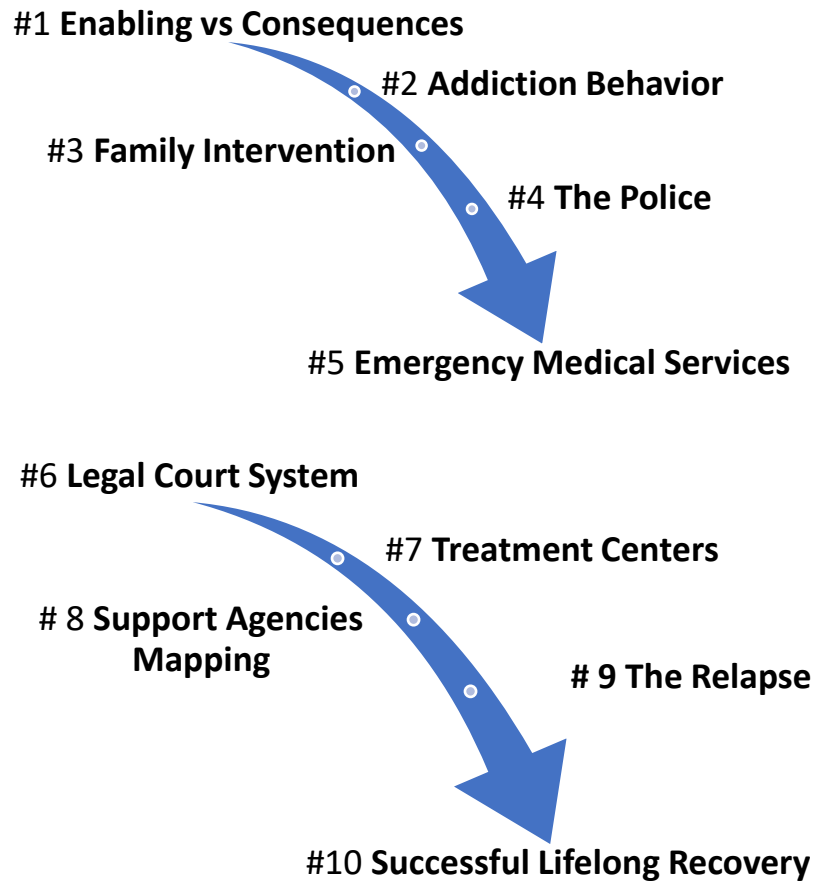 #1 Enabling vs Consequences
#2 Addiction Behavior
#3 Family Intervention
#4 The Police
#5 Emergency Medical Services
#6 Legal Court System
#7 Treatment Centers
# 8 Support Agencies
Mapping
# 9 The Relapse
#10 Successful Lifelong Recovery